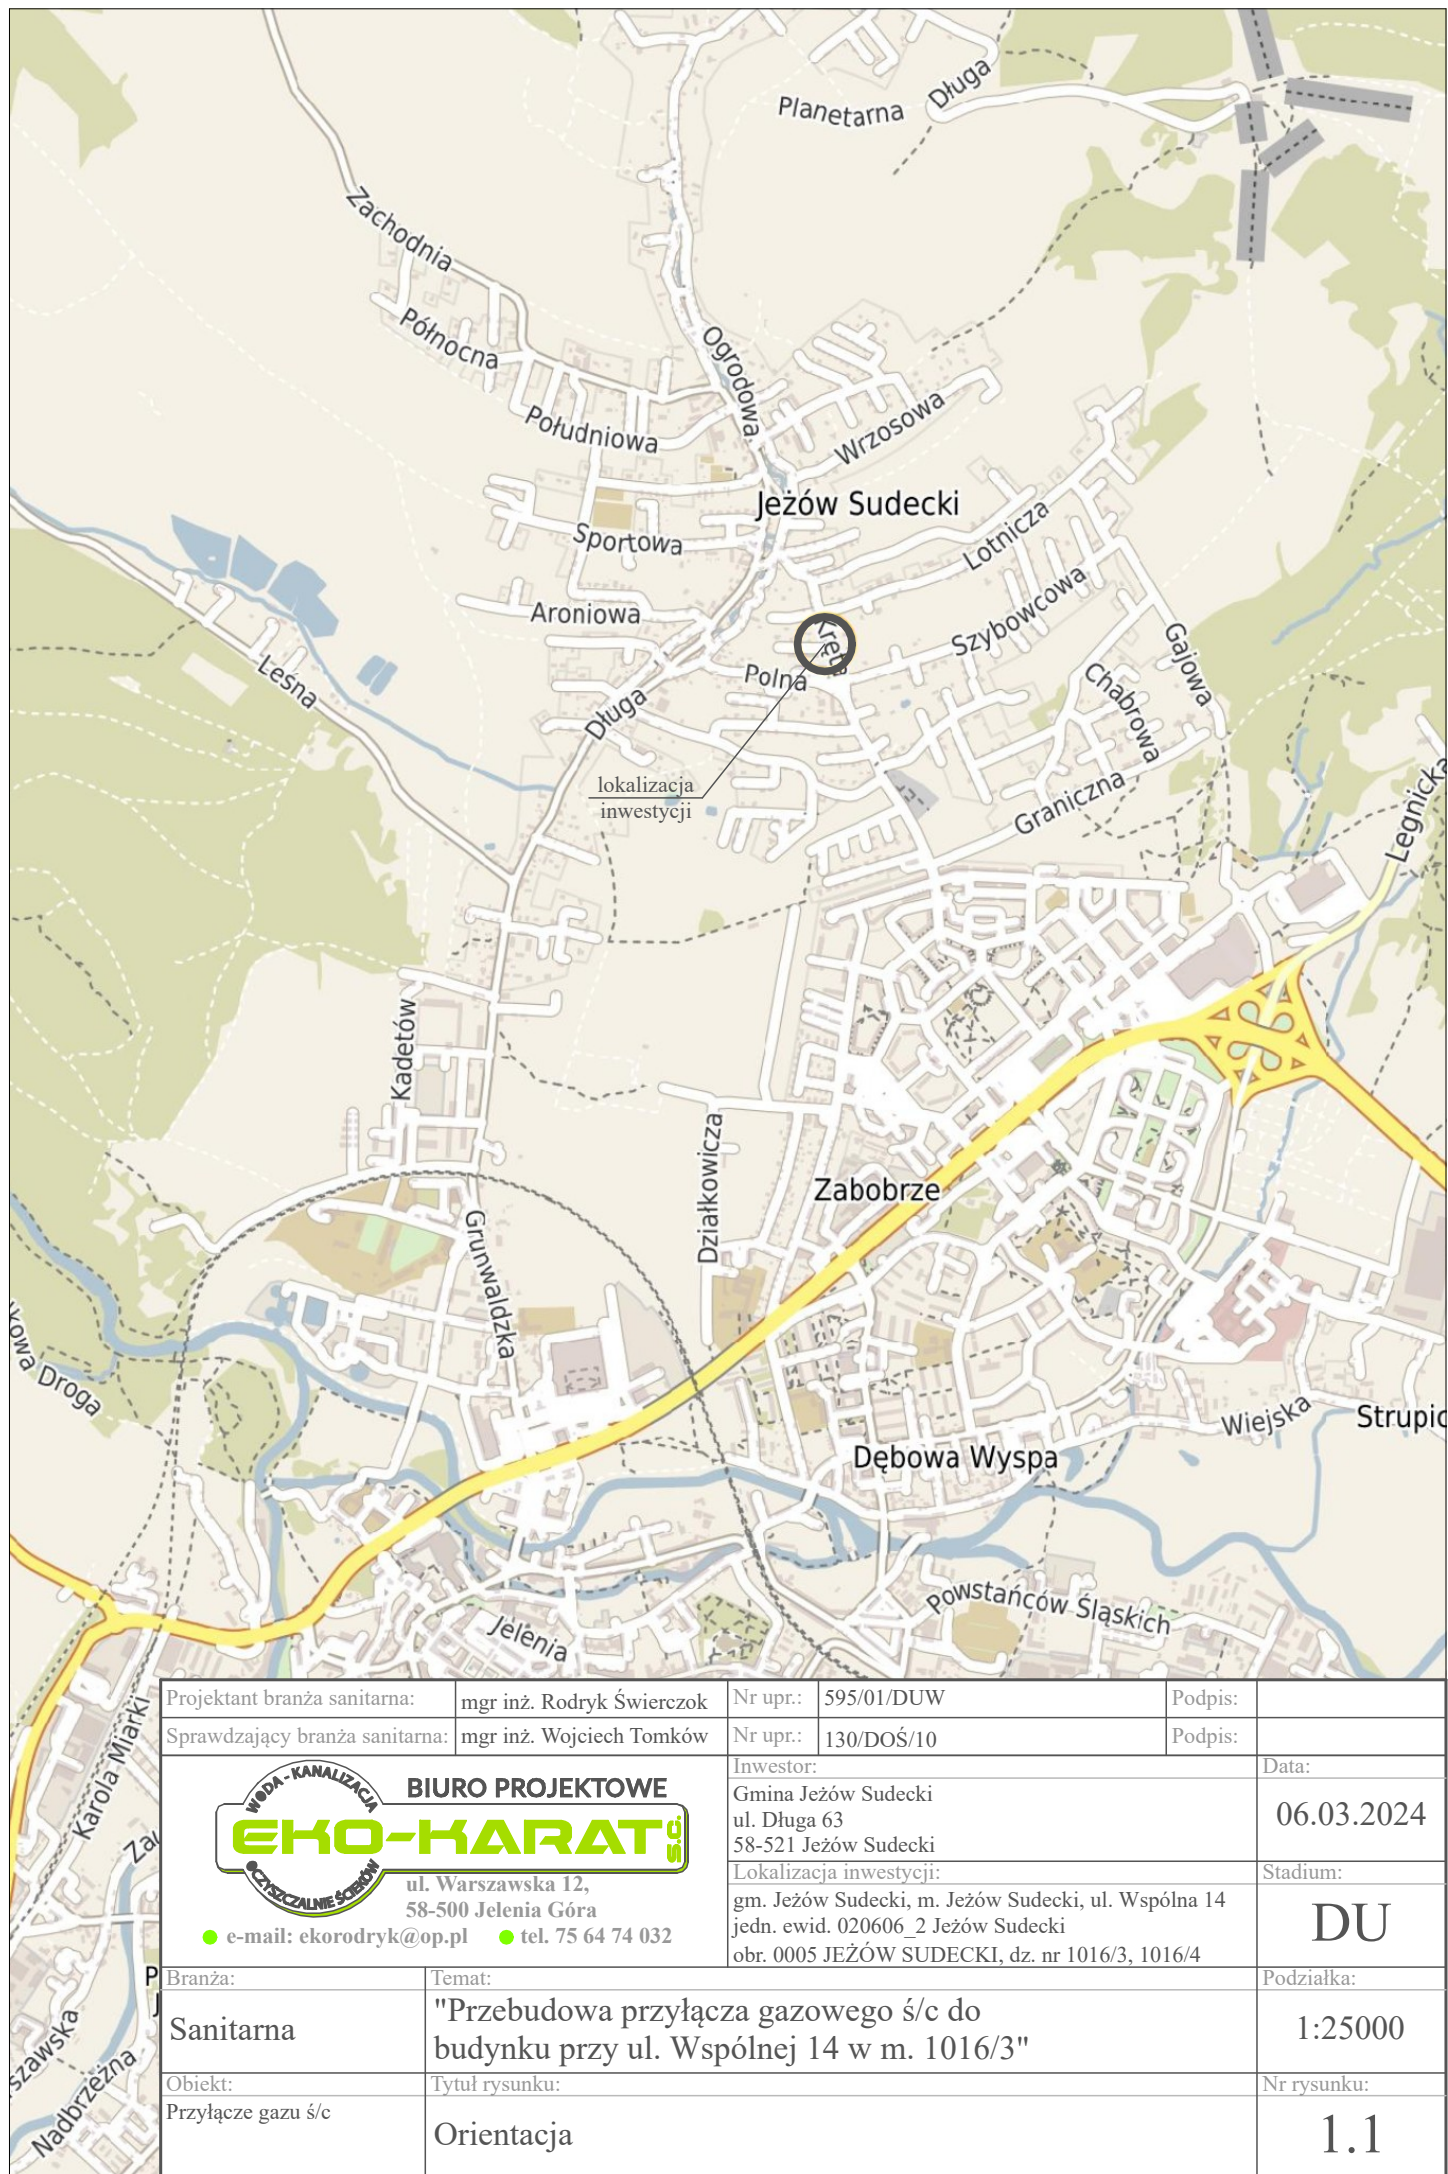 Planetarna
Długa
Zachodnia
Północna
Ogrodowa
Południowa
Wrzosowa
Jeżów Sudecki
Sportowa
Lotnicza
Aroniowa
Szybowcowa
Kręta
Polna
Gajowa
Leśna
Chabrowa
Długa
lokalizacja
inwestycji
Graniczna
Legnicka
Kadetów
Działkowicza
Zabobrze
Grunwaldzka
kowa Droga
Wiejska
Strupic
Dębowa Wyspa
Powstańców Śląskich
Jelenia
Karola Miarki
Zau
P
J
szawska
Nadbrzeżna
Projektant branża sanitarna: mgr inż. Rodryk Świerczok Nr upr.: 595/01/DUW Podpis:
Sprawdzający branża sanitarna: mgr inż. Wojciech Tomków Nr upr.: 130/DOŚ/10 Podpis:
WODA - KANALIZACJA
BIURO PROJEKTOWE
EKO-KARAT s.c.
OCZYSZCZALNIE ŚCIEKÓW
ul. Warszawska 12,
58-500 Jelenia Góra
e-mail: ekorodryk@op.pl tel. 75 64 74 032
Inwestor:
Gmina Jeżów Sudecki
ul. Długa 63
58-521 Jeżów Sudecki
Data:
06.03.2024
Lokalizacja inwestycji:
gm. Jeżów Sudecki, m. Jeżów Sudecki, ul. Wspólna 14
jedn. ewid. 020606_2 Jeżów Sudecki
obr. 0005 JEŻÓW SUDECKI, dz. nr 1016/3, 1016/4
Stadium:
DU
Branża:
Sanitarna
Temat:
"Przebudowa przyłącza gazowego ś/c do
budynku przy ul. Wspólnej 14 w m. 1016/3"
Podziałka:
1:25000
Obiekt:
Przyłącze gazu ś/c
Tytuł rysunku:
Orientacja
Nr rysunku:
1.1